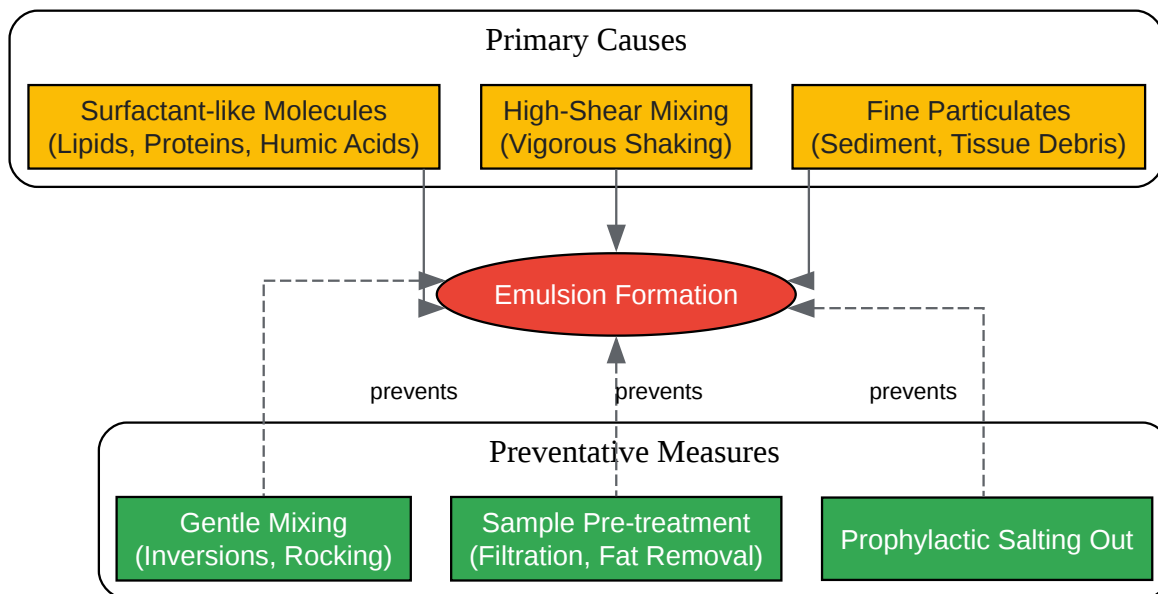 Primary Causes
Surfactant-like Molecules
(Lipids, Proteins, Humic Acids)
High-Shear Mixing
(Vigorous Shaking)
Fine Particulates
(Sediment, Tissue Debris)
Emulsion Formation
prevents
prevents
prevents
Preventative Measures
Gentle Mixing
(Inversions, Rocking)
Sample Pre-treatment
(Filtration, Fat Removal)
Prophylactic Salting Out